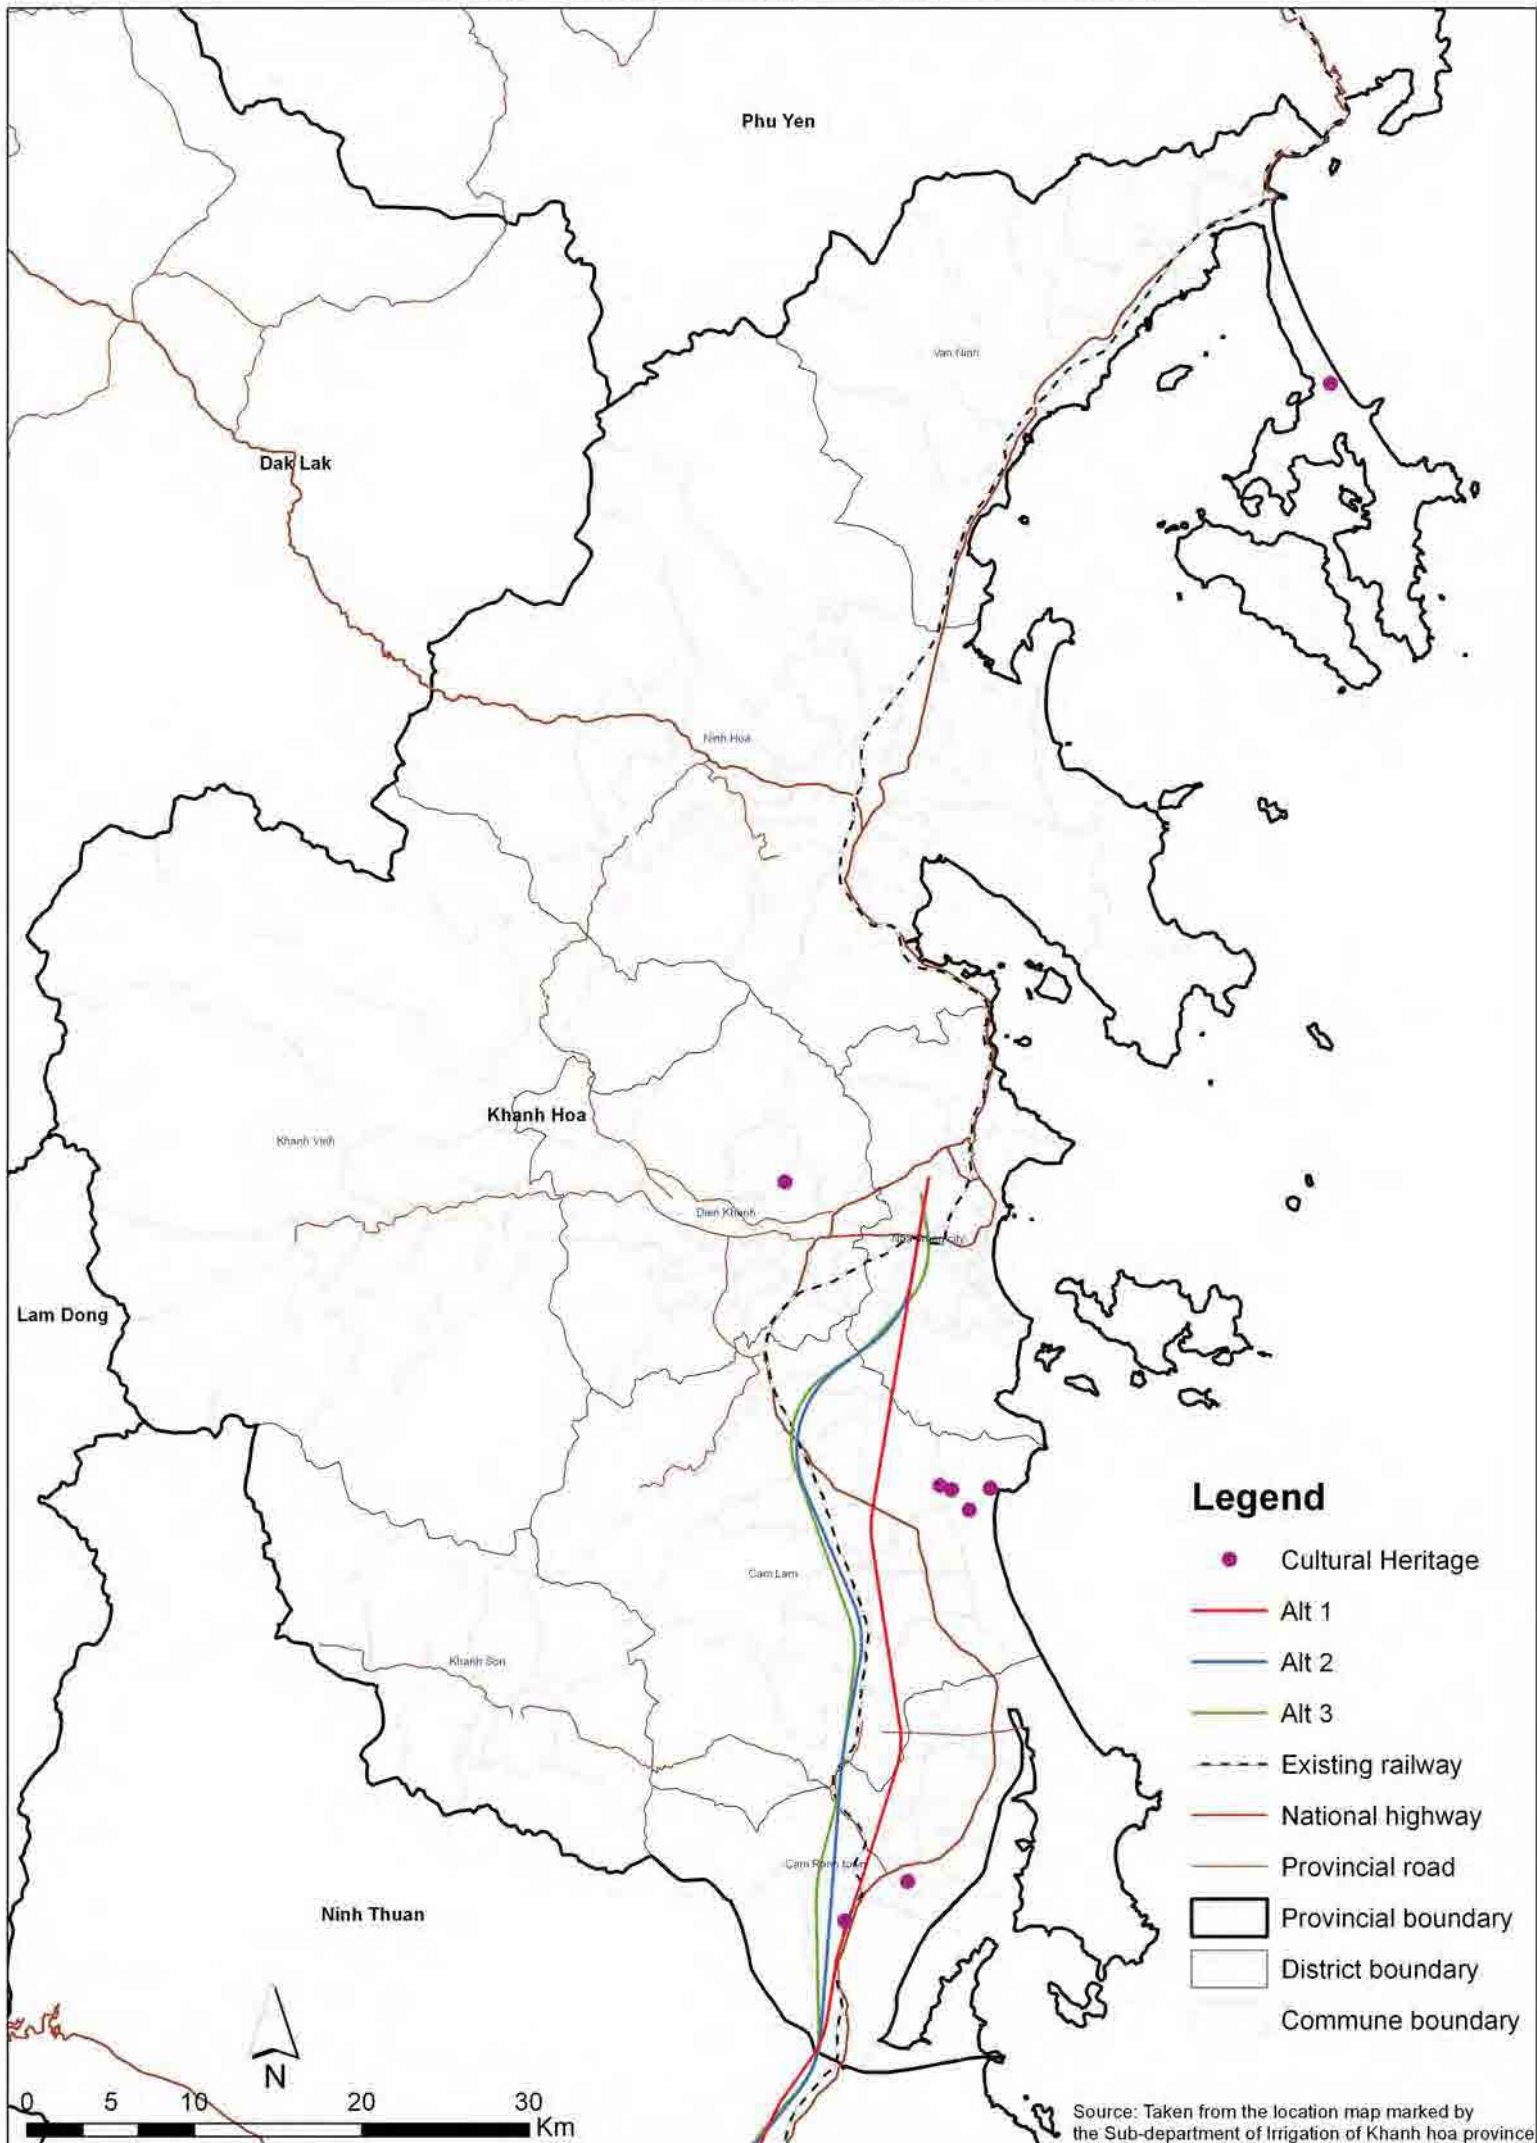 Phu Yen
Van Ninh
Dak Lak
Ninh Hoa
Khanh Hoa
Khanh Vinh
Dien Khanh
Lam Dong
Cam Lam
Khanh Son
Cam Ranh town
Ninh Thuan
Legend
Cultural Heritage
Alt 1
Alt 2
Alt 3
Existing railway
National highway
Provincial road
Provincial boundary
District boundary
Commune boundary
N
0 5 10 20 30
Km
Source: Taken from the location map marked by
the Sub-department of Irrigation of Khanh hoa province